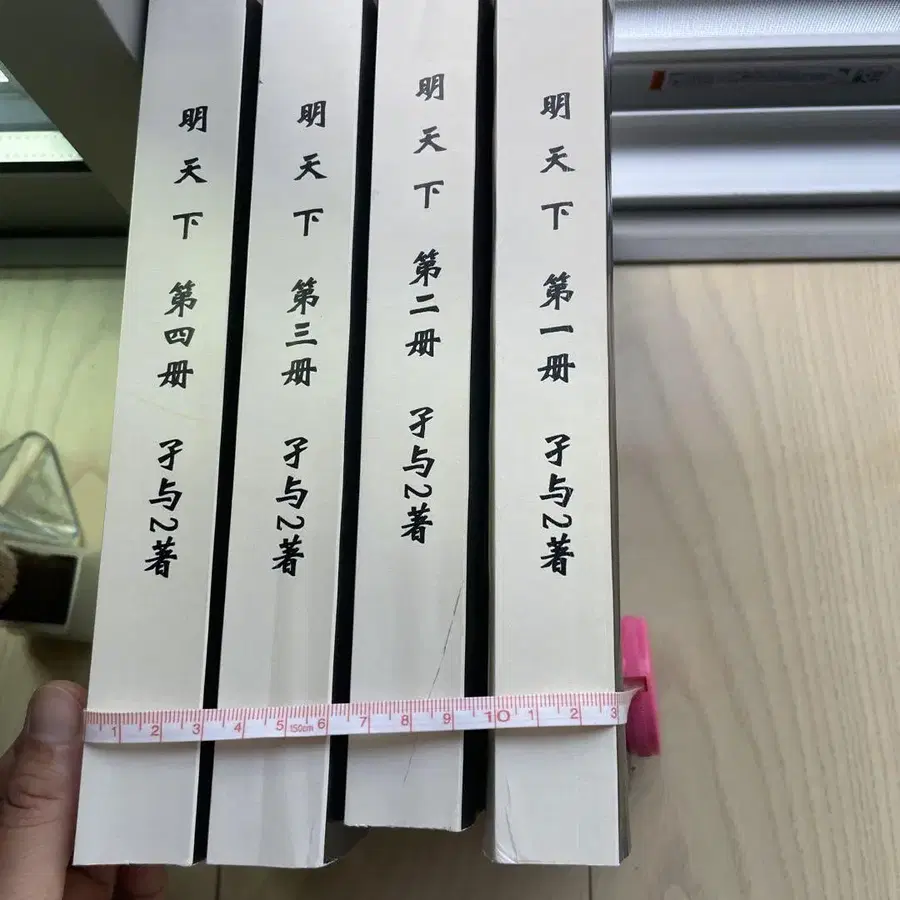 明天下 第四册 孑与2著
明天下 第三册 孑与2著
明天下 第二册 孑与2著
明天下 第一册 孑与2著
1 2 3 4 5 150cm 6 7 8 9 10 1 2 3